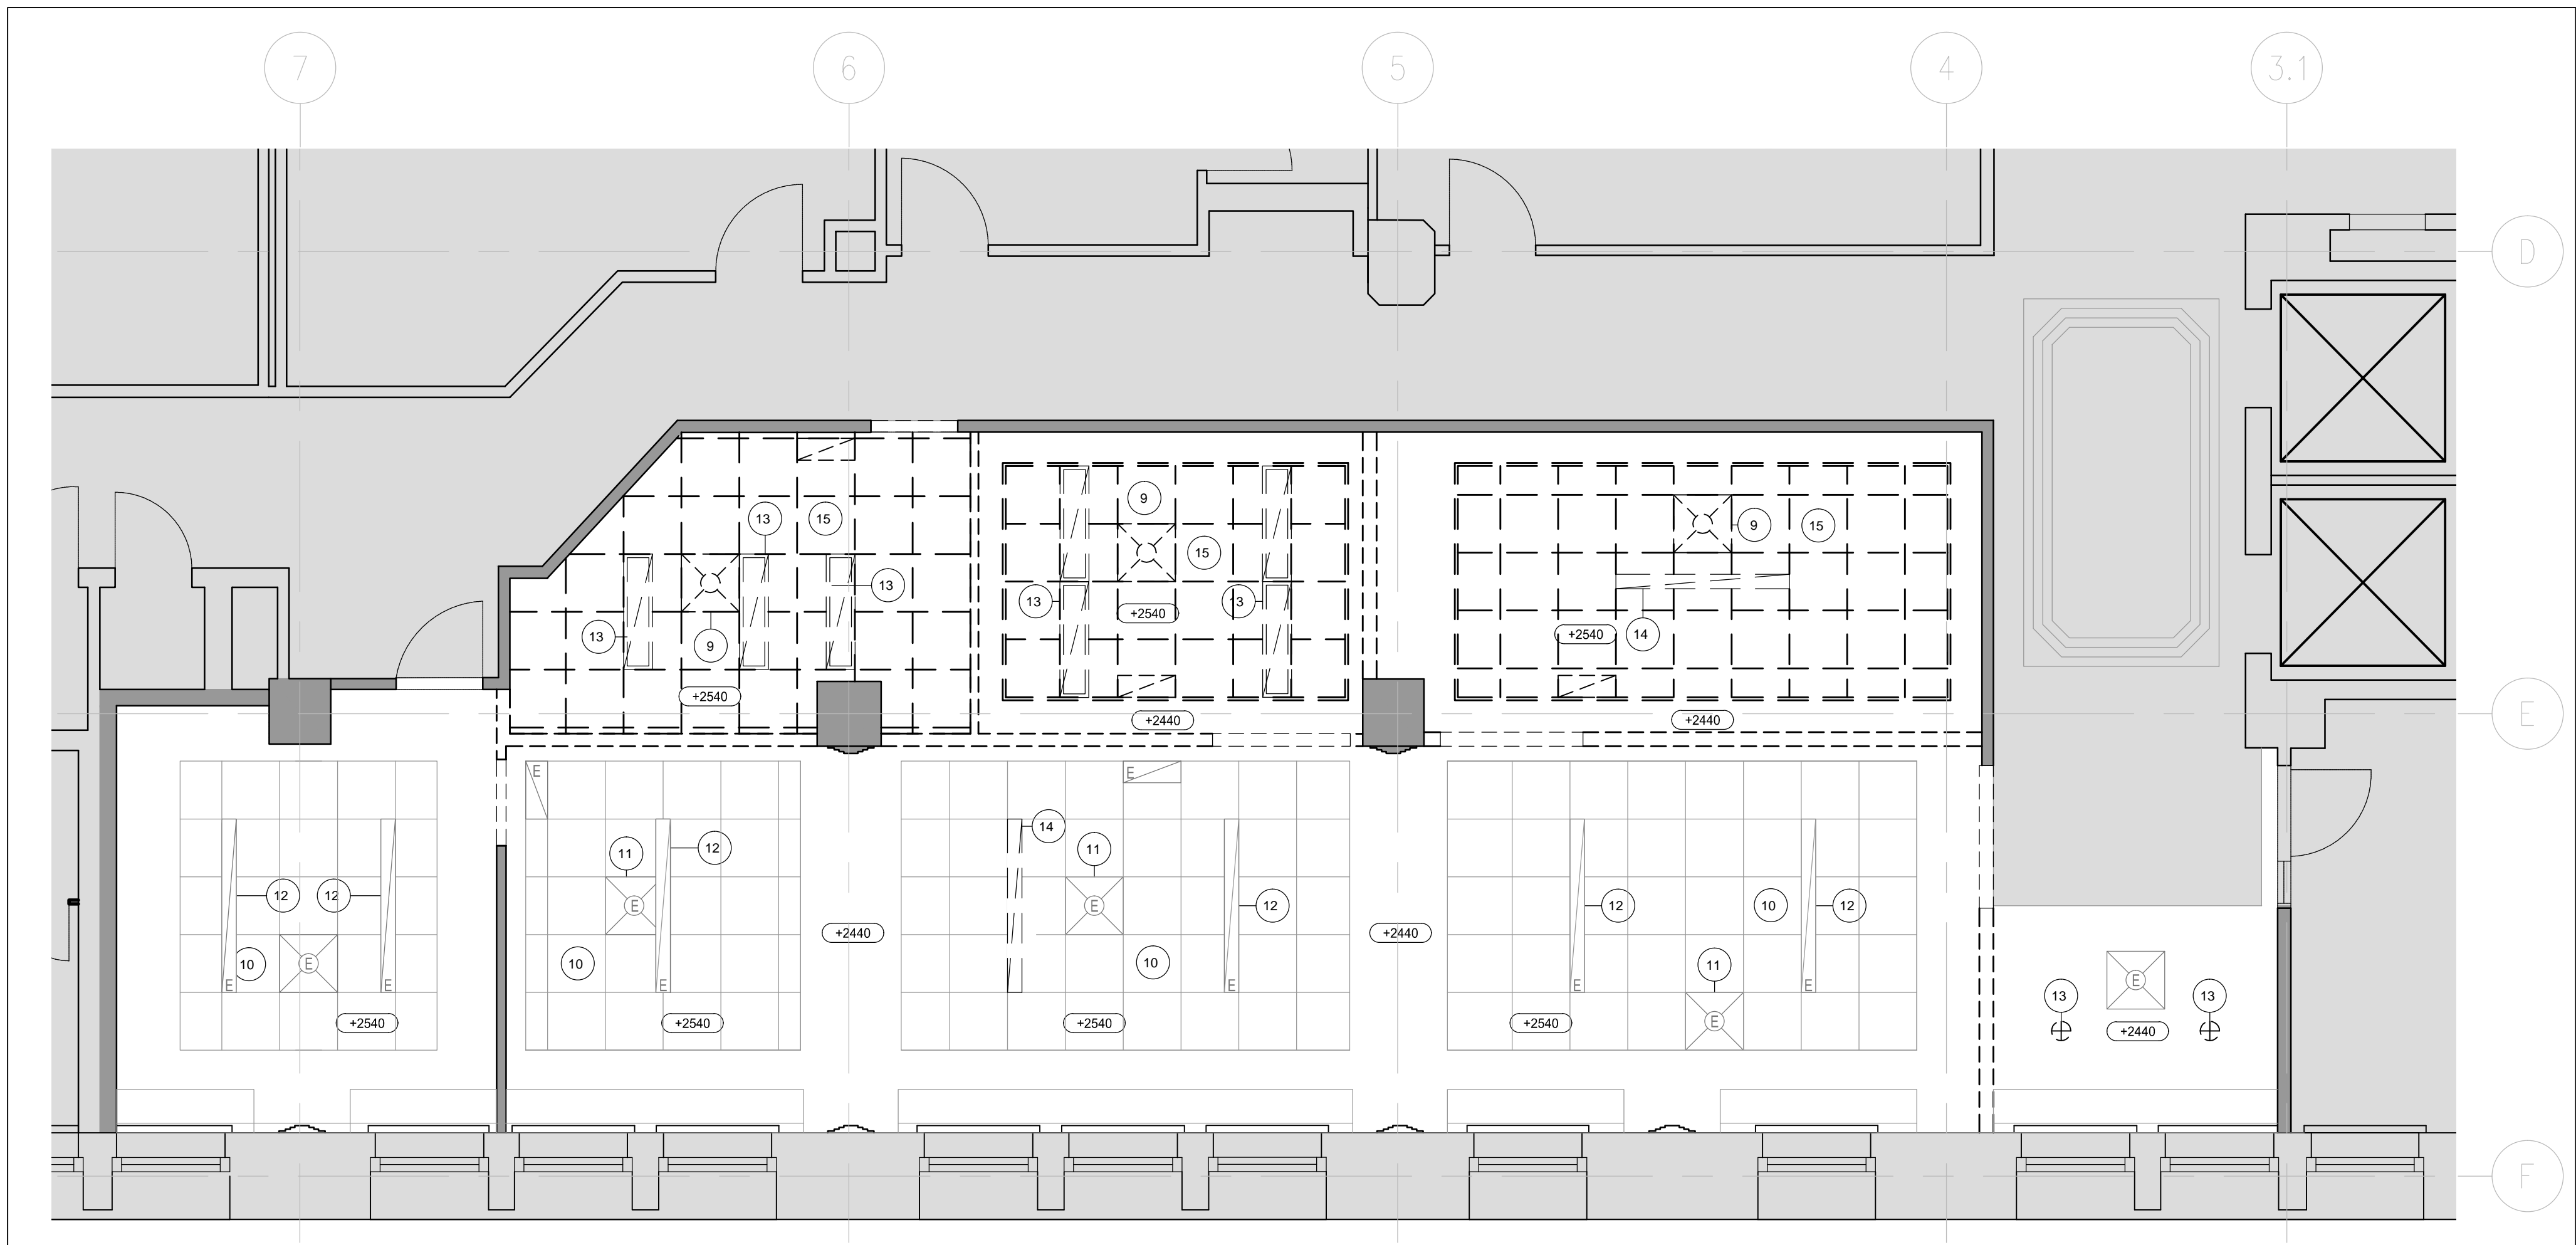 7 6 5 4 3.1
D
9
13 15 9 15
15
13
13 13 9
+2540
13 14
+2540
9
+2540
E
+2440 +2440
E E
14
12 11
11
12 12 12 12 10 12
E E
+2440 +2440
11
10 E 10 10
E
E E E E E E
13 13
+2540 +2540 +2540 +2540 E
+2440
F